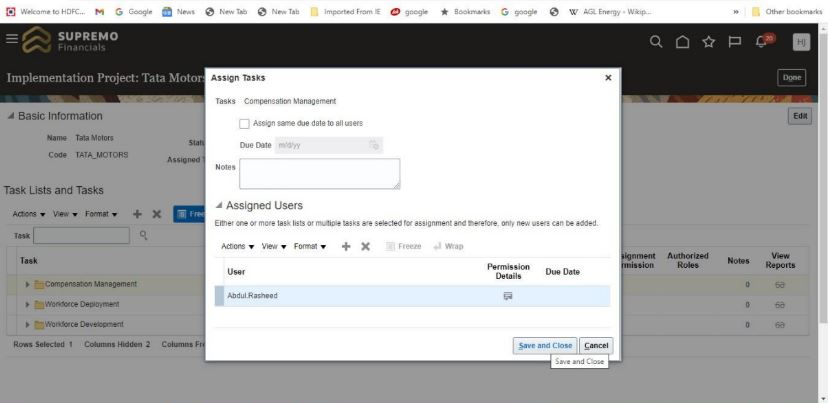 Welcome to HDFC... Google News New Tab New Tab Imported From IE google Bookmarks google AGL Energy - Wikip... » Other bookmarks
SUPREMO
Financials
20
HJ
Implementation Project: Tata Motors
Done
Basic Information
Edit
Name Tata Motors
Code TATA_MOTORS
Assigned T
Task Lists and Tasks
Actions View Format Free
Task
Task
Compensation Management
Workforce Deployment
Workforce Development
Rows Selected 1 Columns Hidden 2 Columns Fr
Assign Tasks
Tasks Compensation Management
Assign same due date to all users
Due Date m/d/yy
Notes
Assigned Users
Either one or more task lists or multiple tasks are selected for assignment and therefore, only new users can be added.
Actions View Format Freeze Wrap
User Permission Details Due Date
Abdul.Rasheed
Save and Close Cancel
Save and Close
Authorized Roles Notes View Reports
0
0
0